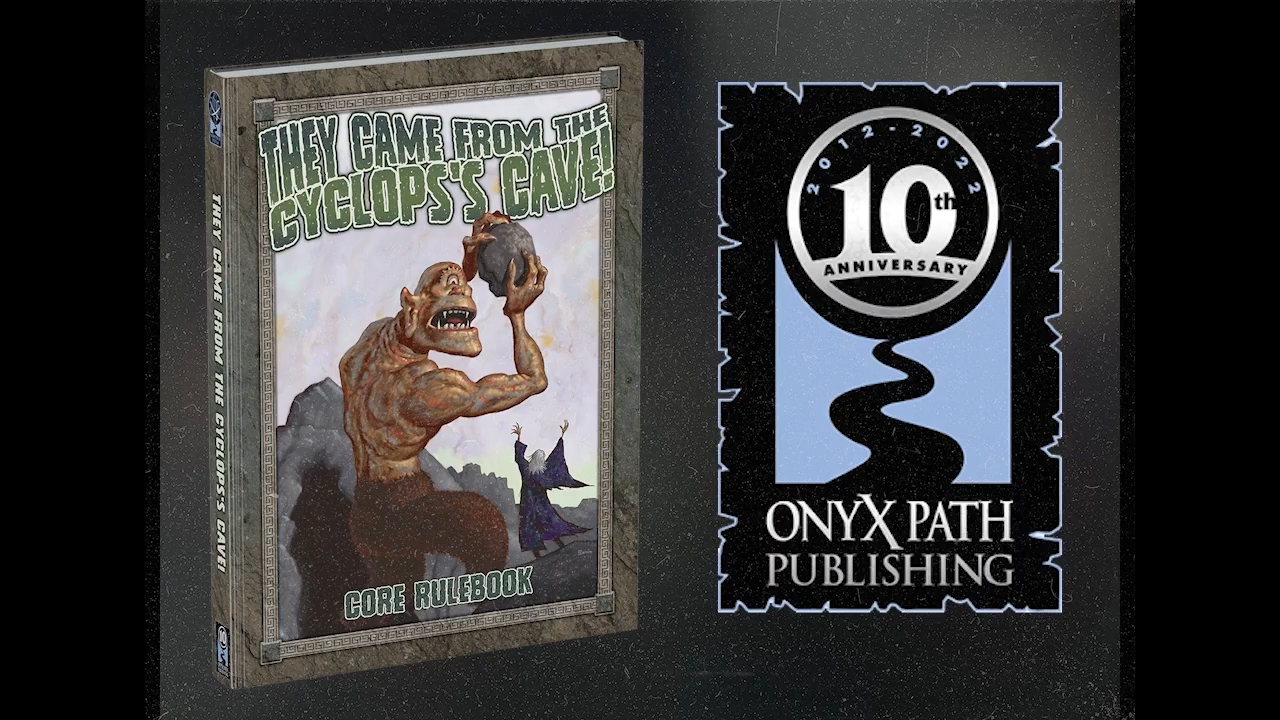 THEY CAME FROM THE
CYCLOPS'S CAVE!
CORE RULEBOOK
THEY CAME FROM THE CYCLOPS'S CAVE!
2012-2022
10th
ANNIVERSARY
ONYX PATH
PUBLISHING